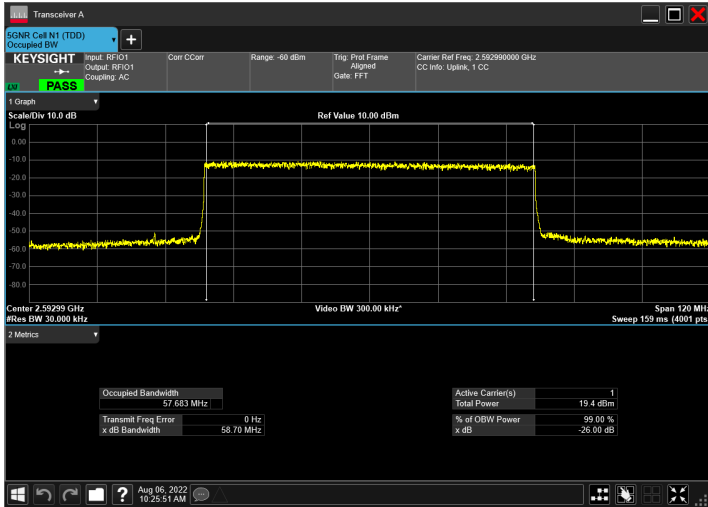 Transceiver A
5GNR Cell N1 (TDD)
Occupied BW
KEYSIGHT
LXI
PASS
Input: RFIO1
Output: RFIO1
Coupling: AC
Corr CCorr
Range: -60 dBm
Trig: Prot Frame
Aligned
Gate: FFT
Carrier Ref Freq: 2.592990000 GHz
CC Info: Uplink, 1 CC
1 Graph
Scale/Div 10.0 dB
Ref Value 10.00 dBm
Log
0.00
-10.0
-20.0
-30.0
-40.0
-50.0
-60.0
-70.0
-80.0
Center 2.59299 GHz
#Res BW 30.000 kHz
Video BW 300.00 kHz*
Span 120 MHz
Sweep 159 ms (4001 pts)
2 Metrics
Occupied Bandwidth
57.683 MHz
Transmit Freq Error 0 Hz
x dB Bandwidth 58.70 MHz
Active Carrier(s) 1
Total Power 19.4 dBm
% of OBW Power 99.00 %
x dB -26.00 dB
?
Aug 06, 2022
10:25:51 AM